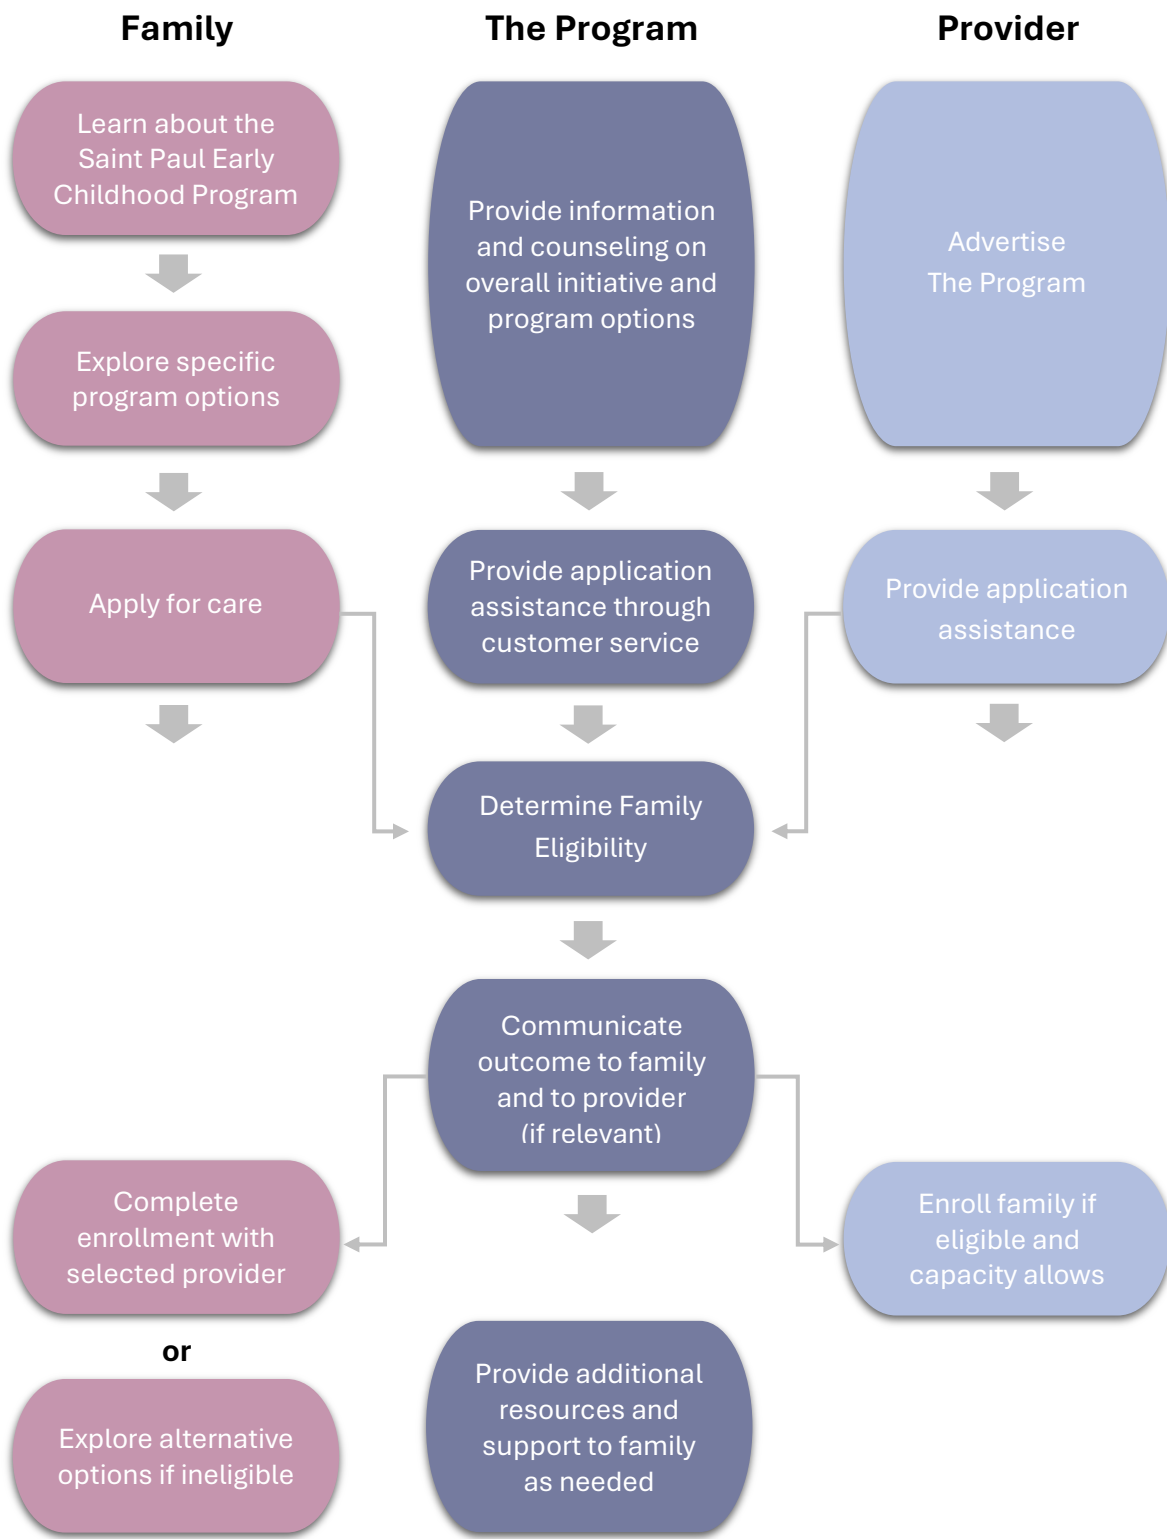 Family
The Program
Provider
Learn about the
Saint Paul Early
Childhood Program
Provide information
and counseling on
overall initiative and
program options
Advertise
The Program
Explore specific
program options
Apply for care
Provide application
assistance through
customer service
Provide application
assistance
Determine Family
Eligibility
Communicate
outcome to family
and to provider
(if relevant)
Complete
enrollment with
selected provider
Enroll family if
eligible and
capacity allows
or
Explore alternative
options if ineligible
Provide additional
resources and
support to family
as needed